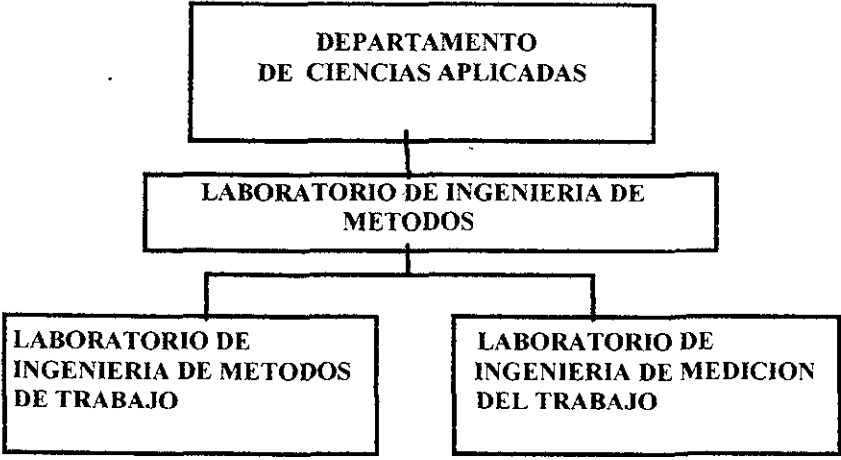 DEPARTAMENTO
DE CIENCIAS APLICADAS
LABORATORIO DE INGENIERIA DE
METODOS
LABORATORIO DE
INGENIERIA DE METODOS
DE TRABAJO
LABORATORIO DE
INGENIERIA DE MEDICION
DEL TRABAJO